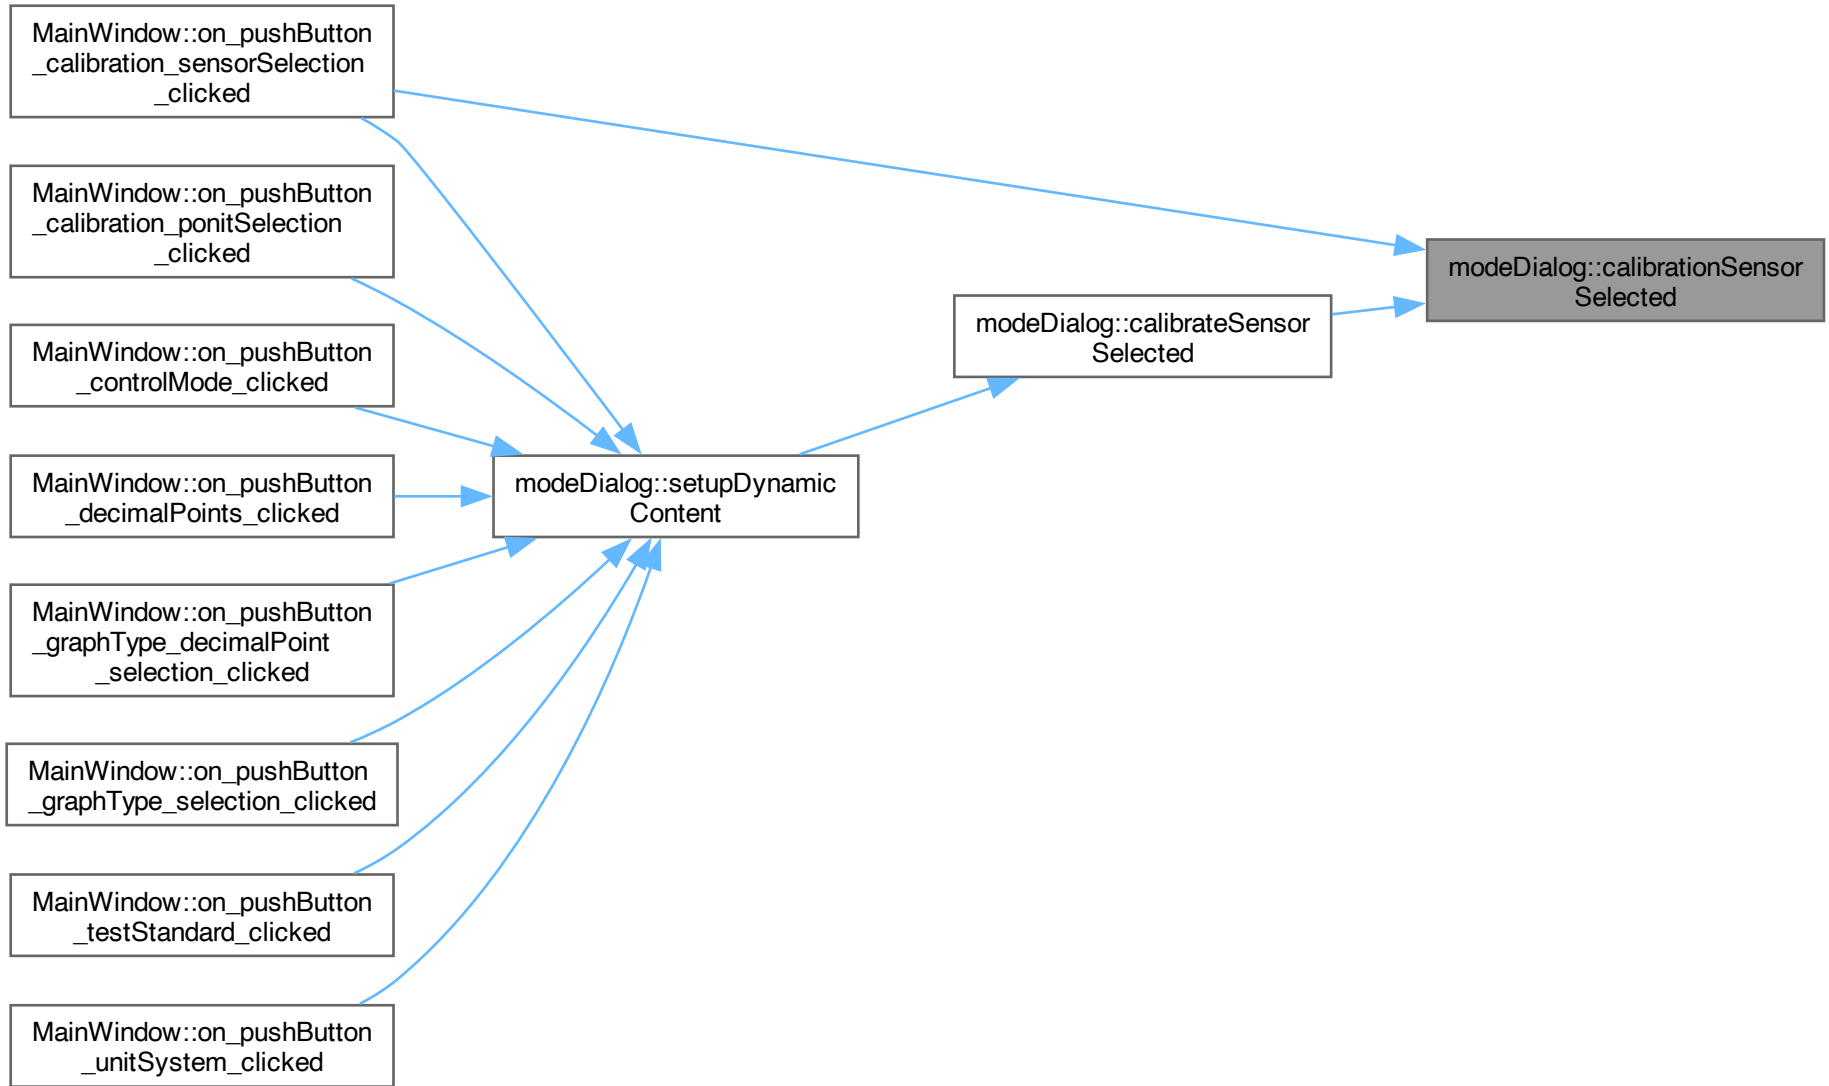 MainWindow::on_pushButton
_calibration_sensorSelection
_clicked
MainWindow::on_pushButton
_calibration_ponitSelection
_clicked
MainWindow::on_pushButton
_controlMode_clicked
MainWindow::on_pushButton
_decimalPoints_clicked
MainWindow::on_pushButton
_graphType_decimalPoint
_selection_clicked
MainWindow::on_pushButton
_graphType_selection_clicked
MainWindow::on_pushButton
_testStandard_clicked
MainWindow::on_pushButton
_unitSystem_clicked
modeDialog::setupDynamic
Content
modeDialog::calibrateSensor
Selected
modeDialog::calibrationSensor
Selected